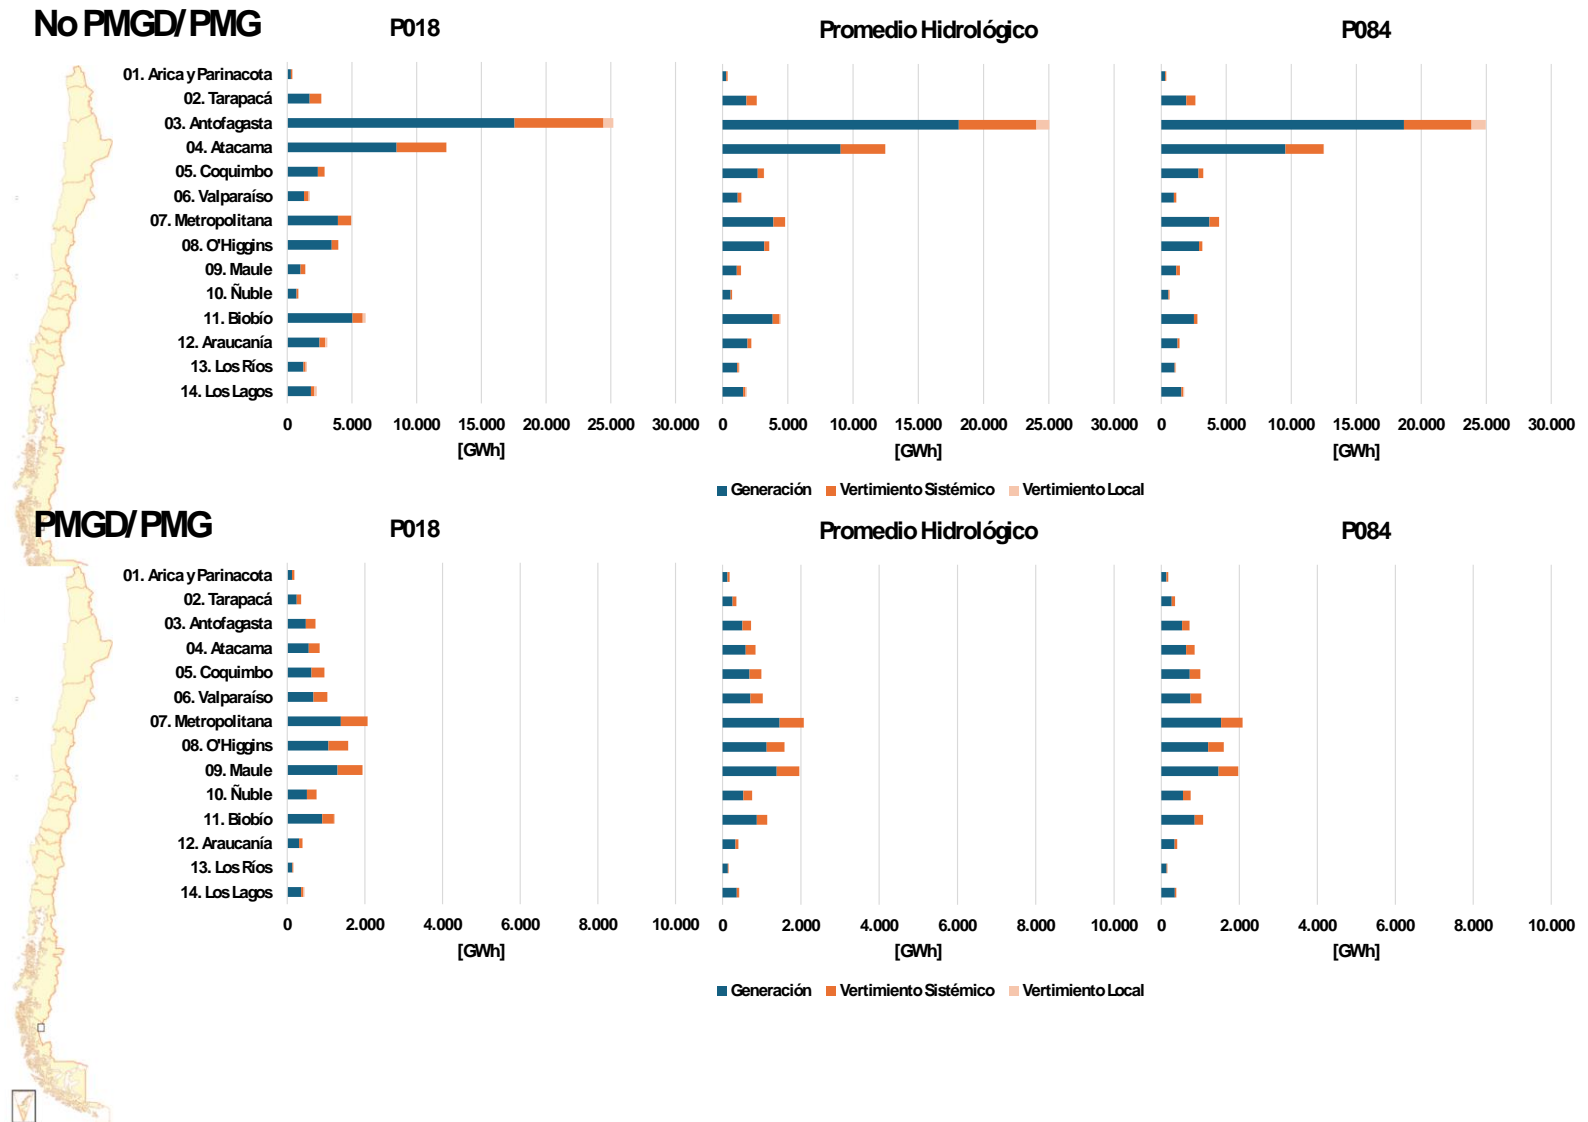 No PMGD/PMG
P018
Promedio Hidrológico
P084
01. Arica y Parinacota
02. Tarapacá
03. Antofagasta
04. Atacama
05. Coquimbo
06. Valparaíso
07. Metropolitana
08. O'Higgins
09. Maule
10. Ñuble
11. Biobío
12. Araucanía
13. Los Ríos
14. Los Lagos
0 5.000 10.000 15.000 20.000 25.000 30.000
[GWh]
0 5.000 10.000 15.000 20.000 25.000 30.000
[GWh]
0 5.000 10.000 15.000 20.000 25.000 30.000
[GWh]
Generación Vertimiento Sistémico Vertimiento Local
PMGD/PMG
P018
Promedio Hidrológico
P084
01. Arica y Parinacota
02. Tarapacá
03. Antofagasta
04. Atacama
05. Coquimbo
06. Valparaíso
07. Metropolitana
08. O'Higgins
09. Maule
10. Ñuble
11. Biobío
12. Araucanía
13. Los Ríos
14. Los Lagos
0 2.000 4.000 6.000 8.000 10.000
[GWh]
0 2.000 4.000 6.000 8.000 10.000
[GWh]
0 2.000 4.000 6.000 8.000 10.000
[GWh]
Generación Vertimiento Sistémico Vertimiento Local